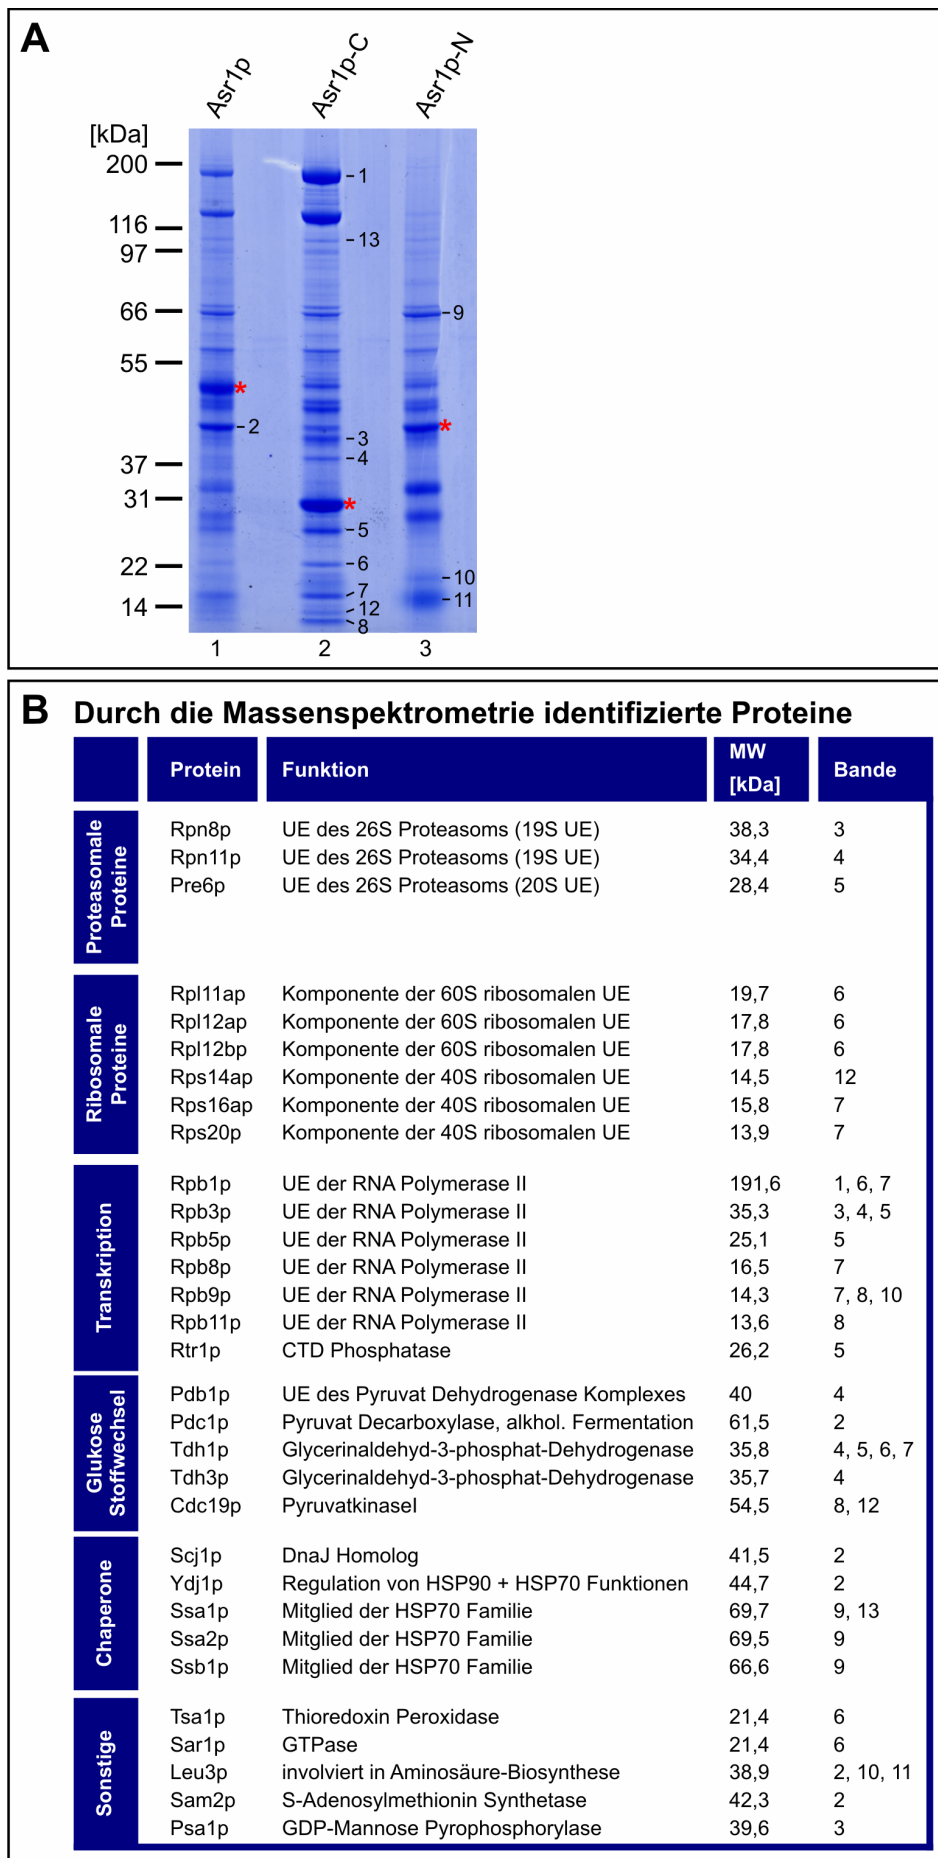 A
Asr1p
Asr1p-C
Asr1p-N
[kDa]
200
116
97
66
55
37
31
22
14
1
13
9
*
2
*
3
4
*
5
6
10
7
11
12
8
1 2 3
B Durch die Massenspektrometrie identifizierte Proteine
Protein Funktion MW [kDa] Bande
Proteasomale Proteine
Rpn8p UE des 26S Proteasoms (19S UE) 38,3 3
Rpn11p UE des 26S Proteasoms (19S UE) 34,4 4
Pre6p UE des 26S Proteasoms (20S UE) 28,4 5
Ribosomale Proteine
Rpl11ap Komponente der 60S ribosomalen UE 19,7 6
Rpl12ap Komponente der 60S ribosomalen UE 17,8 6
Rpl12bp Komponente der 60S ribosomalen UE 17,8 6
Rps14ap Komponente der 40S ribosomalen UE 14,5 12
Rps16ap Komponente der 40S ribosomalen UE 15,8 7
Rps20p Komponente der 40S ribosomalen UE 13,9 7
Transkription
Rpb1p UE der RNA Polymerase II 191,6 1, 6, 7
Rpb3p UE der RNA Polymerase II 35,3 3, 4, 5
Rpb5p UE der RNA Polymerase II 25,1 5
Rpb8p UE der RNA Polymerase II 16,5 7
Rpb9p UE der RNA Polymerase II 14,3 7, 8, 10
Rpb11p UE der RNA Polymerase II 13,6 8
Rtr1p CTD Phosphatase 26,2 5
Glukose Stoffwechsel
Pdb1p UE des Pyruvat Dehydrogenase Komplexes 40 4
Pdc1p Pyruvat Decarboxylase, alkhol. Fermentation 61,5 2
Tdh1p Glycerinaldehyd-3-phosphat-Dehydrogenase 35,8 4, 5, 6, 7
Tdh3p Glycerinaldehyd-3-phosphat-Dehydrogenase 35,7 4
Cdc19p PyruvatkinaseI 54,5 8, 12
Chaperone
Scj1p DnaJ Homolog 41,5 2
Ydj1p Regulation von HSP90 + HSP70 Funktionen 44,7 2
Ssa1p Mitglied der HSP70 Familie 69,7 9, 13
Ssa2p Mitglied der HSP70 Familie 69,5 9
Ssb1p Mitglied der HSP70 Familie 66,6 9
Sonstige
Tsa1p Thioredoxin Peroxidase 21,4 6
Sar1p GTPase 21,4 6
Leu3p involviert in Aminosäure-Biosynthese 38,9 2, 10, 11
Sam2p S-Adenosylmethionin Synthetase 42,3 2
Psa1p GDP-Mannose Pyrophosphorylase 39,6 3